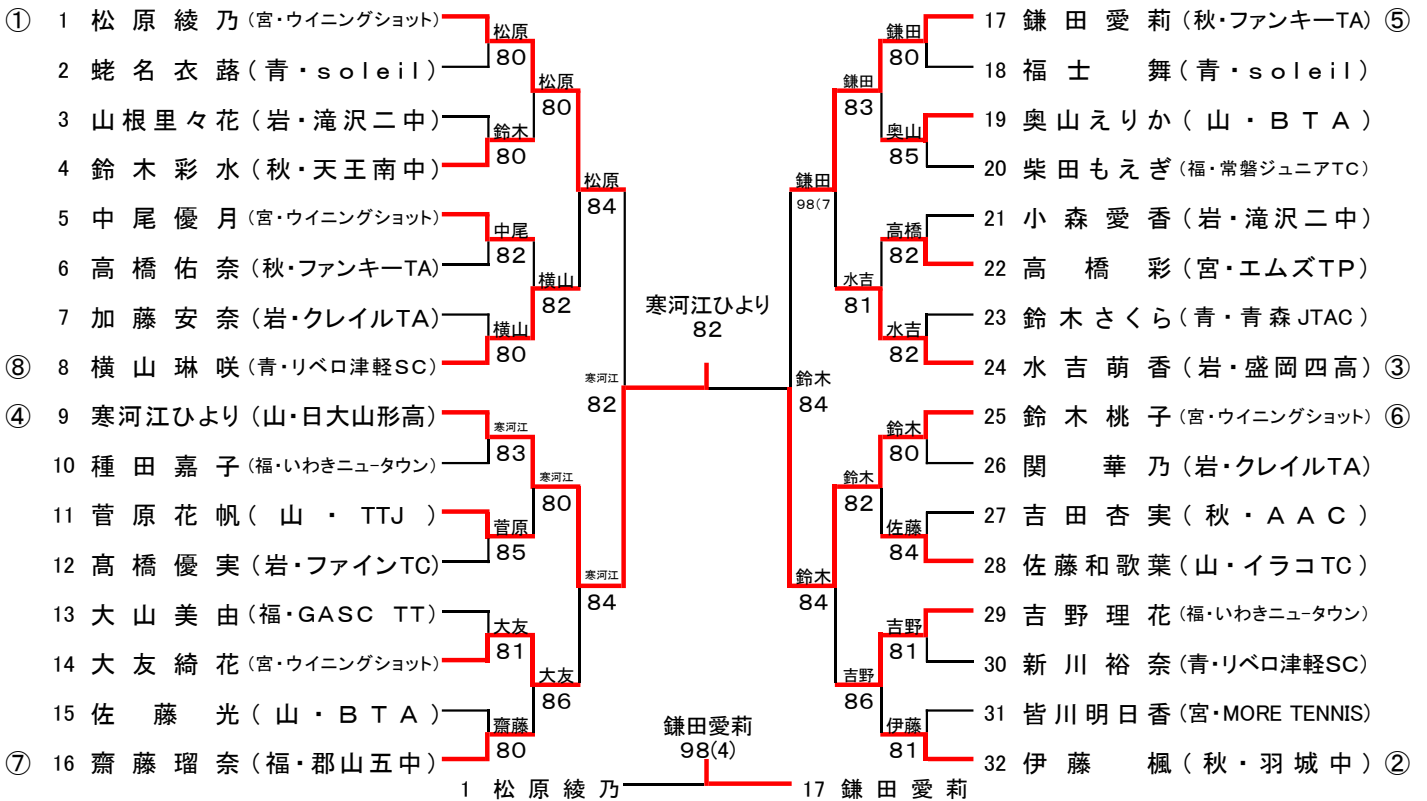 ① 1 松原綾乃(宮・ウイニングショット)
2 蛯名衣蕗(青・soleil)
3 山根里々花(岩・滝沢二中)
4 鈴木彩水(秋・天王南中)
5 中尾優月(宮・ウイニングショット)
6 高橋佑奈(秋・ファンキーTA)
7 加藤安奈(岩・クレイルTA)
⑧ 8 横山琳咲(青・リベロ津軽SC)
④ 9 寒河江ひより(山・日大山形高)
10 種田嘉子(福・いわきニュータウン)
11 菅原花帆(山・TTJ)
12 髙橋優実(岩・ファインTC)
13 大山美由(福・GASC TT)
14 大友綺花(宮・ウイニングショット)
15 佐藤光(山・BTA)
⑦ 16 齋藤瑠奈(福・郡山五中)
松原
80
鈴木
80
中尾
82
横山
80
寒河江
83
菅原
85
大友
81
齋藤
80
松原
80
横山
82
寒河江
80
大友
86
松原
84
寒河江
84
寒河江
82
寒河江ひより
82
鈴木
84
鎌田
98(7
鈴木
84
鎌田
83
水吉
81
鈴木
82
吉野
86
鎌田
80
奥山
85
高橋
82
水吉
82
鈴木
80
佐藤
84
吉野
81
伊藤
81
17 鎌田愛莉(秋・ファンキーTA) ⑤
18 福士舞(青・soleil)
19 奥山えりか(山・BTA)
20 柴田もえぎ(福・常磐ジュニアTC)
21 小森愛香(岩・滝沢二中)
22 高橋彩(宮・エムズTP)
23 鈴木さくら(青・青森JTAC)
24 水吉萌香(岩・盛岡四高) ③
25 鈴木桃子(宮・ウイニングショット) ⑥
26 関華乃(岩・クレイルTA)
27 吉田杏実(秋・AAC)
28 佐藤和歌葉(山・イラコTC)
29 吉野理花(福・いわきニュータウン)
30 新川裕奈(青・リベロ津軽SC)
31 皆川明日香(宮・MORE TENNIS)
32 伊藤楓(秋・羽城中) ②
鎌田愛莉
98(4)
1 松原綾乃
17 鎌田愛莉